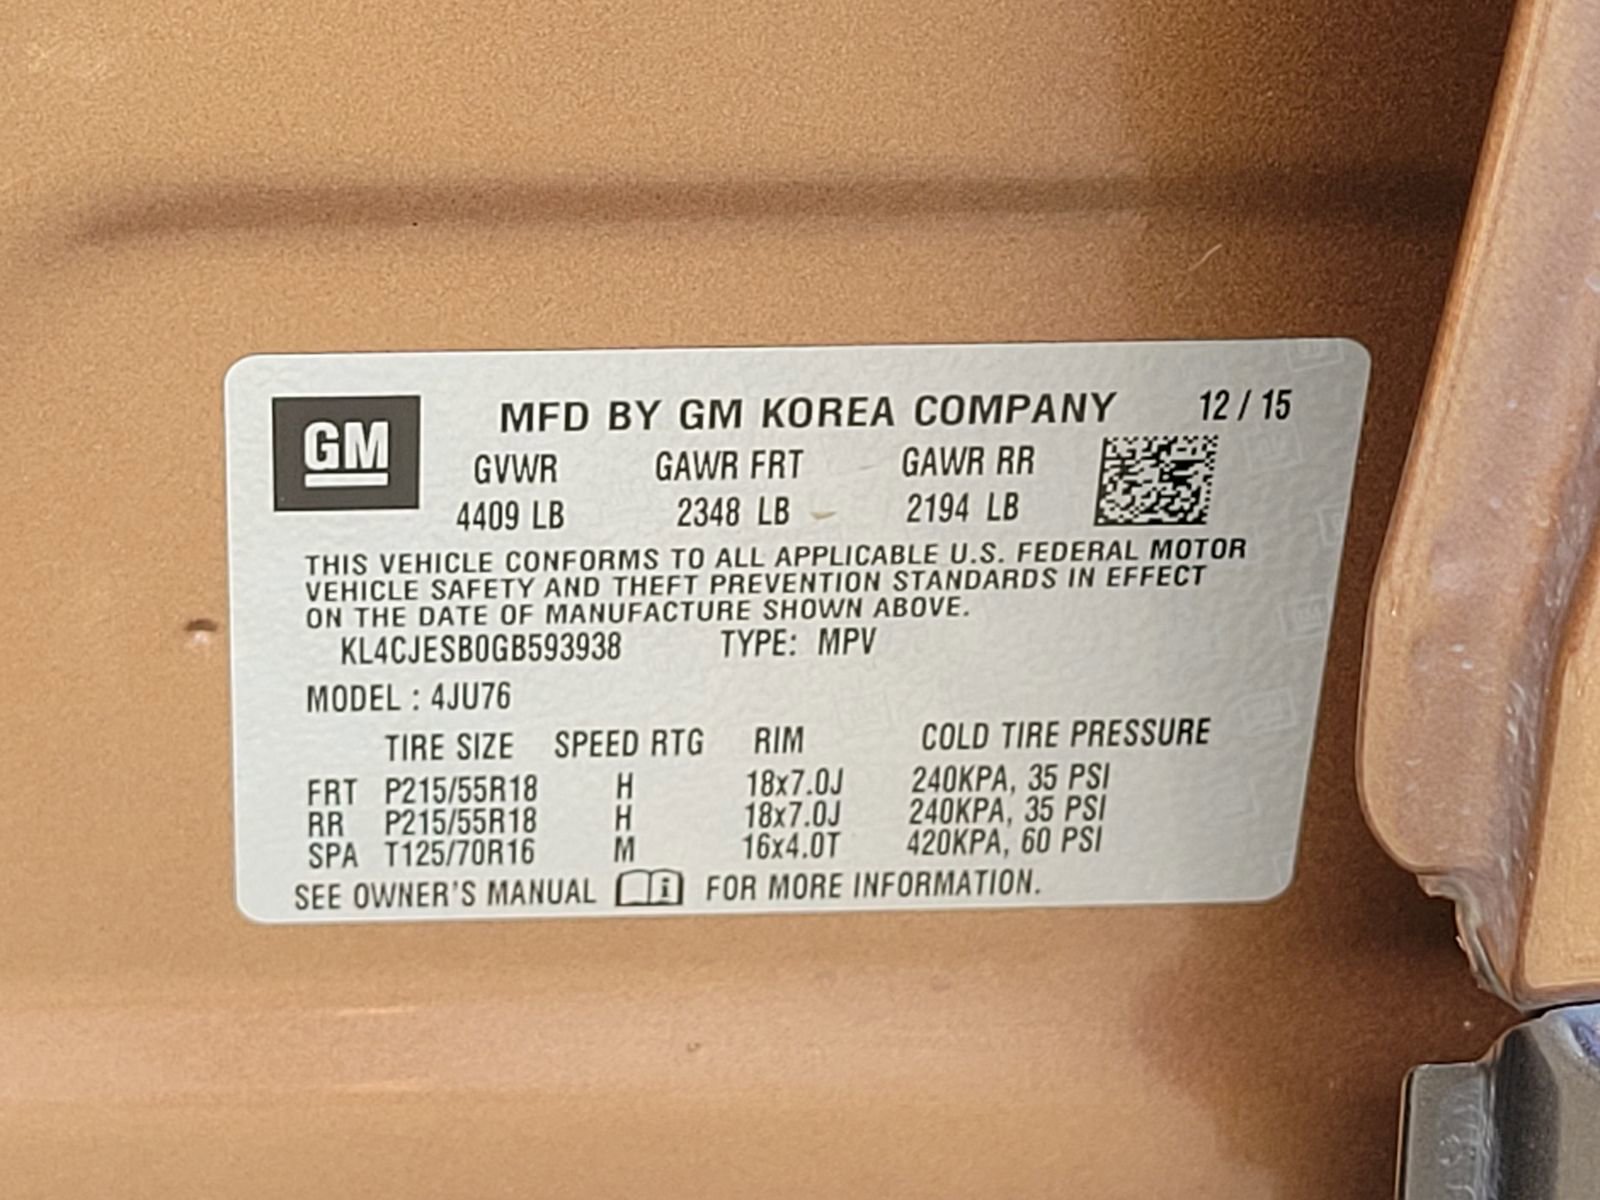 GM
MFD BY GM KOREA COMPANY 12 / 15
GVWR GAWR FRT GAWR RR
4409 LB 2348 LB 2194 LB
THIS VEHICLE CONFORMS TO ALL APPLICABLE U.S. FEDERAL MOTOR
VEHICLE SAFETY AND THEFT PREVENTION STANDARDS IN EFFECT
ON THE DATE OF MANUFACTURE SHOWN ABOVE.
KL4CJESB0GB593938 TYPE: MPV
MODEL : 4JU76
TIRE SIZE SPEED RTG RIM COLD TIRE PRESSURE
FRT P215/55R18 H 18x7.0J 240KPA, 35 PSI
RR P215/55R18 H 18x7.0J 240KPA, 35 PSI
SPA T125/70R16 M 16x4.0T 420KPA, 60 PSI
SEE OWNER'S MANUAL i FOR MORE INFORMATION.